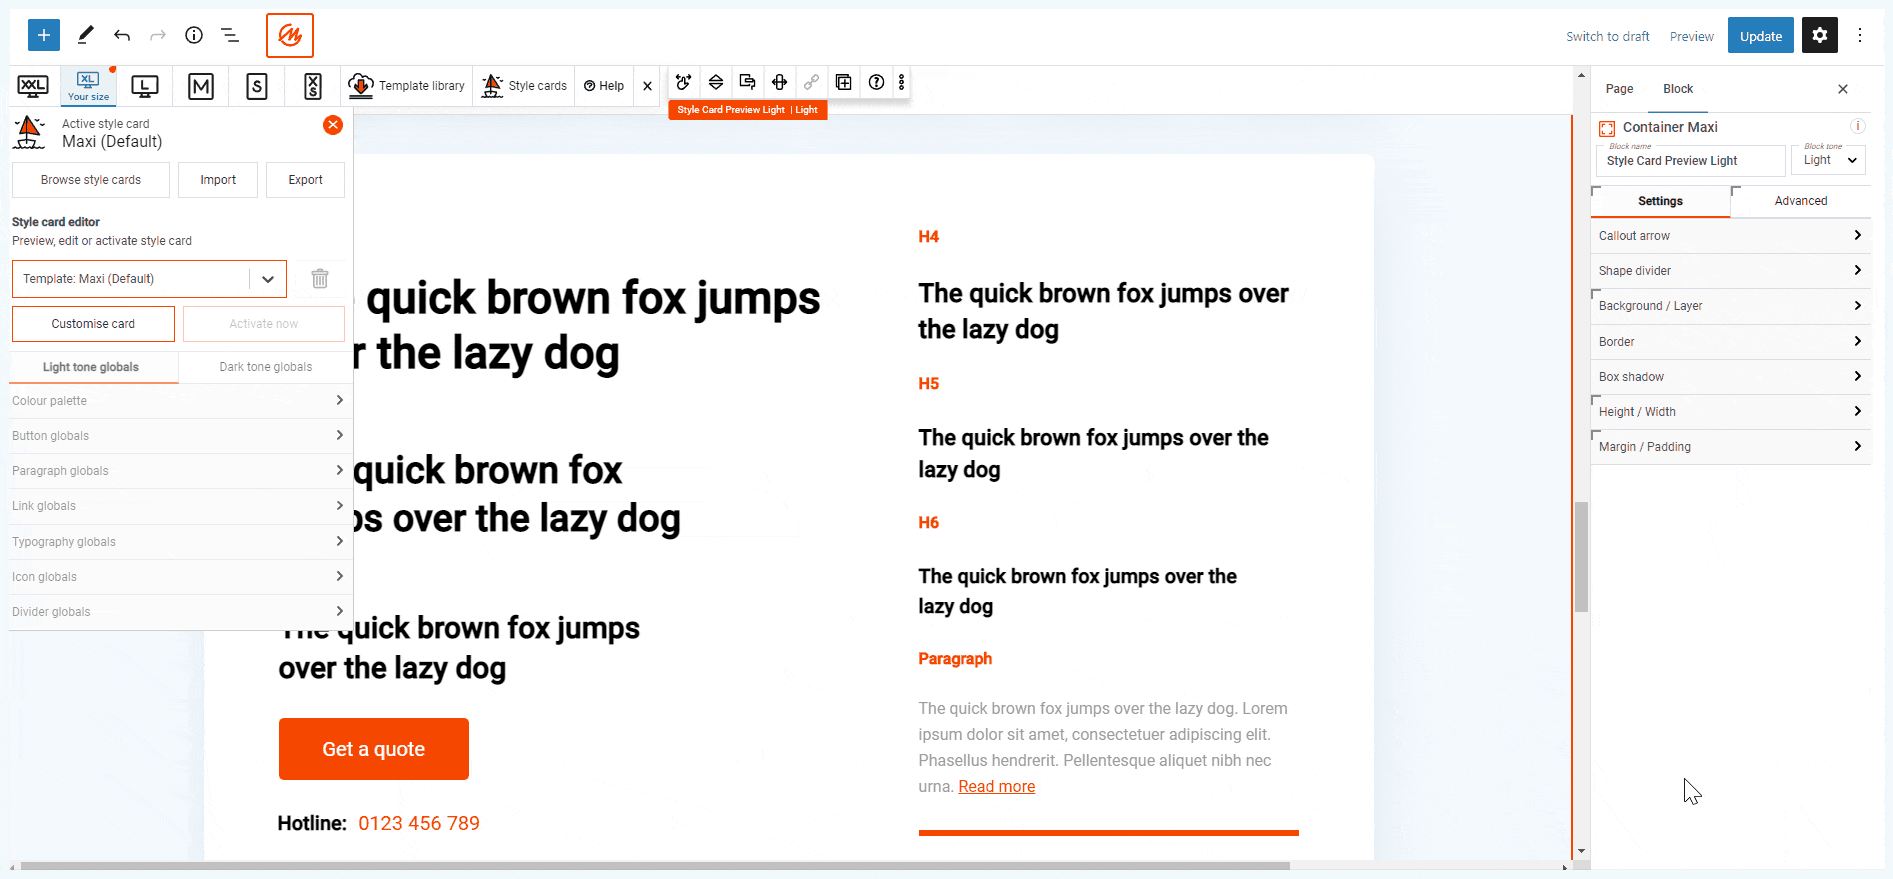 Switch to draft
Preview
Update
XXL
XL
Your size
L
M
S
XS
Template library
Style cards
Help
Style Card Preview Light | Light
Page
Block
Active style card
Maxi (Default)
Browse style cards
Import
Export
Style card editor
Preview, edit or activate style card
Template: Maxi (Default)
Customise card
Activate now
Light tone globals
Dark tone globals
Colour palette
Button globals
Paragraph globals
Link globals
Typography globals
Icon globals
Divider globals
quick brown fox jumps
r the lazy dog
quick brown fox
os over the lazy dog
The quick brown fox jumps
over the lazy dog
Get a quote
Hotline: 0123 456 789
H4
The quick brown fox jumps over
the lazy dog
H5
The quick brown fox jumps over the
lazy dog
H6
The quick brown fox jumps over the
lazy dog
Paragraph
The quick brown fox jumps over the lazy dog. Lorem
ipsum dolor sit amet, consectetuer adipiscing elit.
Phasellus hendrerit. Pellentesque aliquet nibh nec
urna. Read more
Container Maxi
Block name
Style Card Preview Light
Block tone
Light
Settings
Advanced
Callout arrow
Shape divider
Background / Layer
Border
Box shadow
Height / Width
Margin / Padding